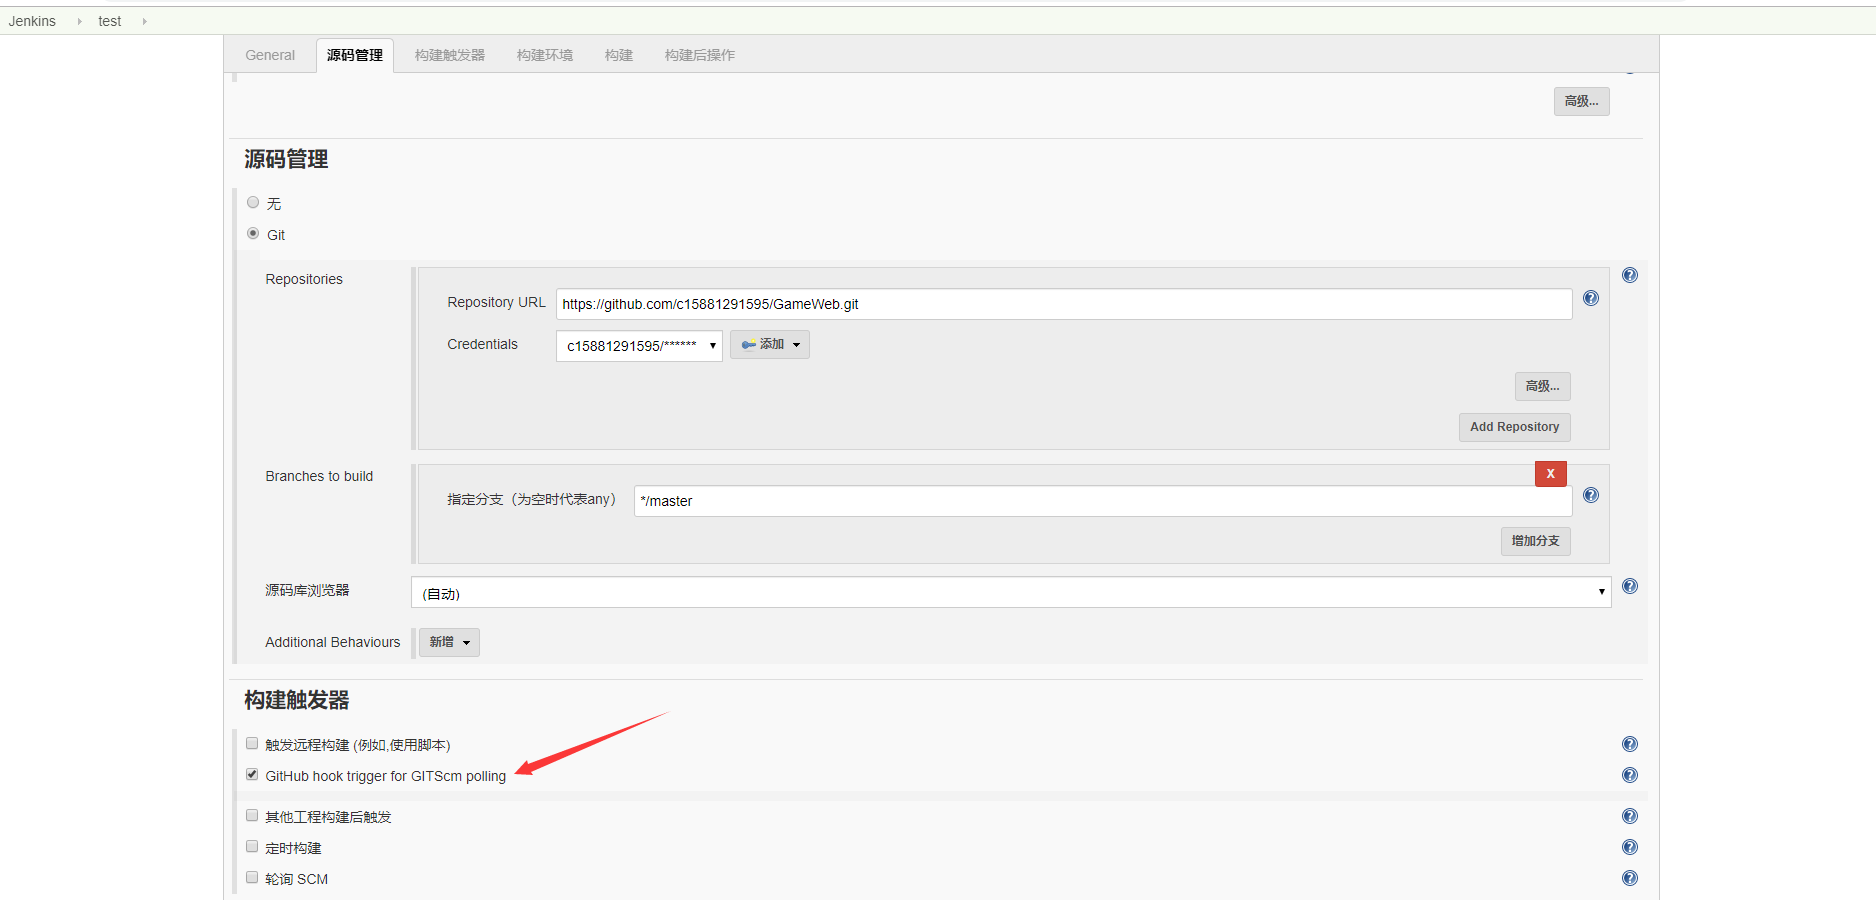 Jenkins test
General 源码管理 构建触发器 构建环境 构建 构建后操作
高级...
源码管理
无
Git
Repositories
Repository URL https://github.com/c15881291595/GameWeb.git
Credentials c15881291595/****** 添加
高级...
Add Repository
Branches to build
X
指定分支（为空时代表any） */master
增加分支
源码库浏览器 (自动)
Additional Behaviours 新增
构建触发器
触发远程构建 (例如,使用脚本)
GitHub hook trigger for GITScm polling
其他工程构建后触发
定时构建
轮询 SCM